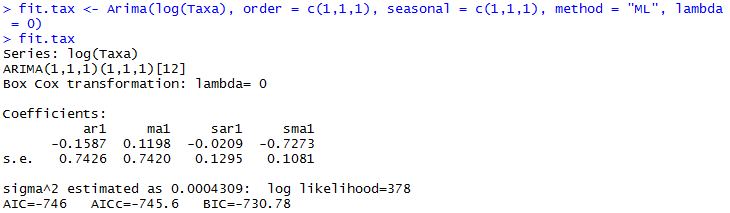 > fit.tax <- Arima(log(Taxa), order = c(1,1,1), seasonal = c(1,1,1), method = "ML", lambda
 = 0)
> fit.tax
Series: log(Taxa)
ARIMA(1,1,1)(1,1,1)[12]
Box Cox transformation: lambda= 0
Coefficients:
          ar1     ma1     sar1     sma1
      -0.1587  0.1198  -0.0209  -0.7273
s.e.   0.7426  0.7420   0.1295   0.1081
sigma^2 estimated as 0.0004309:  log likelihood=378
AIC=-746   AICc=-745.6   BIC=-730.78